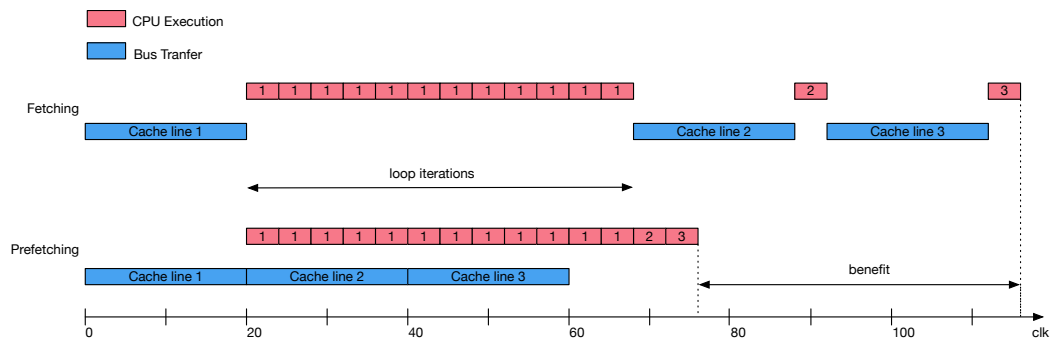 CPU Execution
Bus Tranfer
Fetching
1 1 1 1 1 1 1 1 1 1 1 1 2 3
Cache line 1 Cache line 2 Cache line 3
loop iterations
Prefetching
1 1 1 1 1 1 1 1 1 1 1 1 2 3
Cache line 1 Cache line 2 Cache line 3
benefit
0 20 40 60 80 100 clk